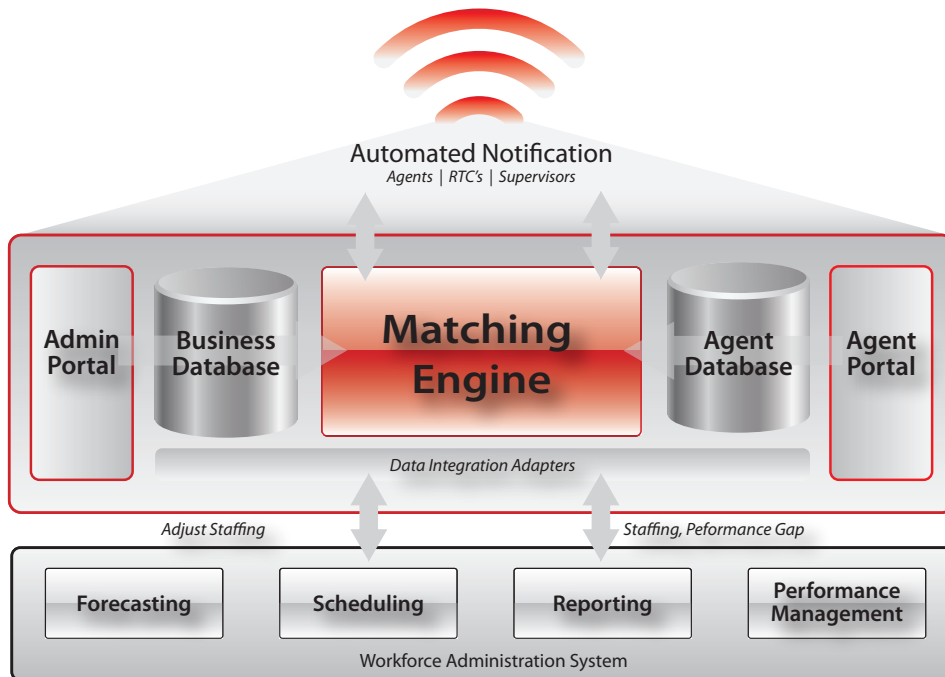 Automated Notification
Agents | RTC's | Supervisors
Admin
Portal
Business
Database
Matching
Engine
Agent
Database
Agent
Portal
Data Integration Adapters
Adjust Staffing
Staffing, Peformance Gap
Forecasting
Scheduling
Reporting
Performance
Management
Workforce Administration System